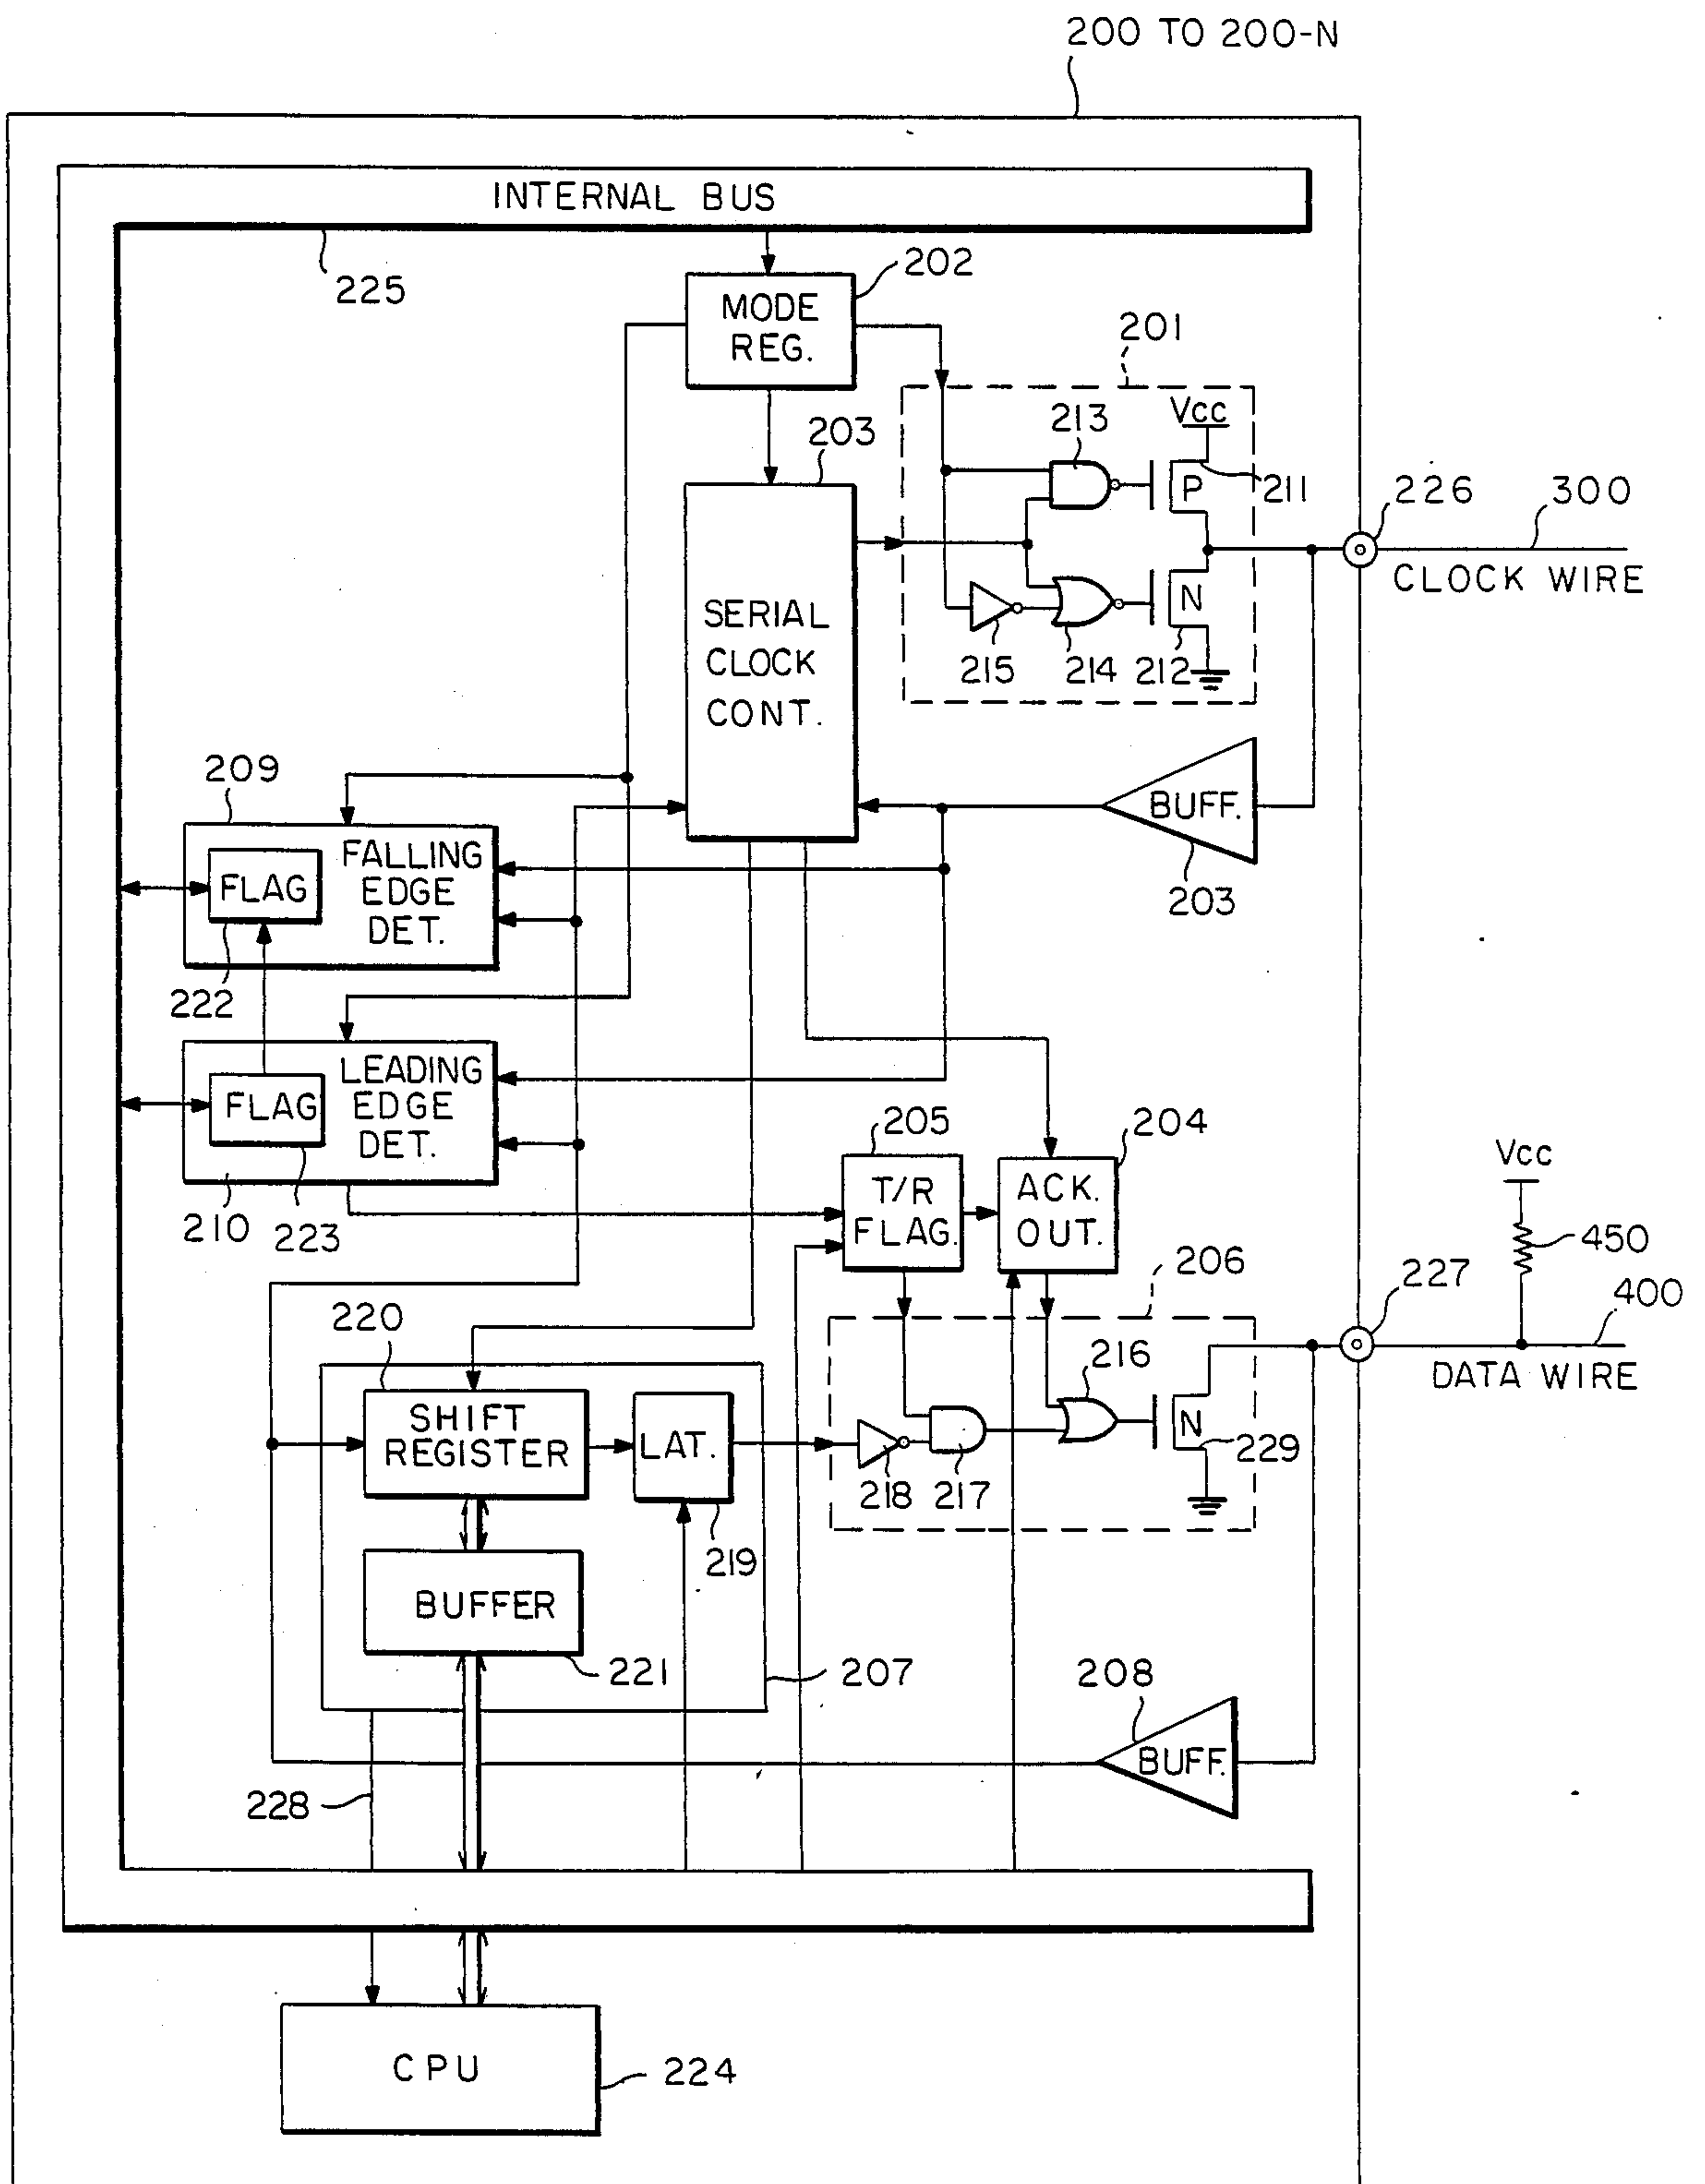 200 TO 200-N
INTERNAL BUS
225
202
MODE
REG.
201
203
213
Vcc
P
211
226
300
CLOCK WIRE
N
215
214
212
SERIAL
CLOCK
CONT.
209
FALLING
EDGE
DET.
FLAG
222
BUFF.
203
LEADING
EDGE
DET.
FLAG
210
223
205
204
T/R
FLAG.
ACK.
OUT.
Vcc
450
206
227
400
DATA WIRE
220
216
SHIFT
REGISTER
LAT.
N
229
218
217
219
BUFFER
221
207
208
BUFF.
228
CPU
224